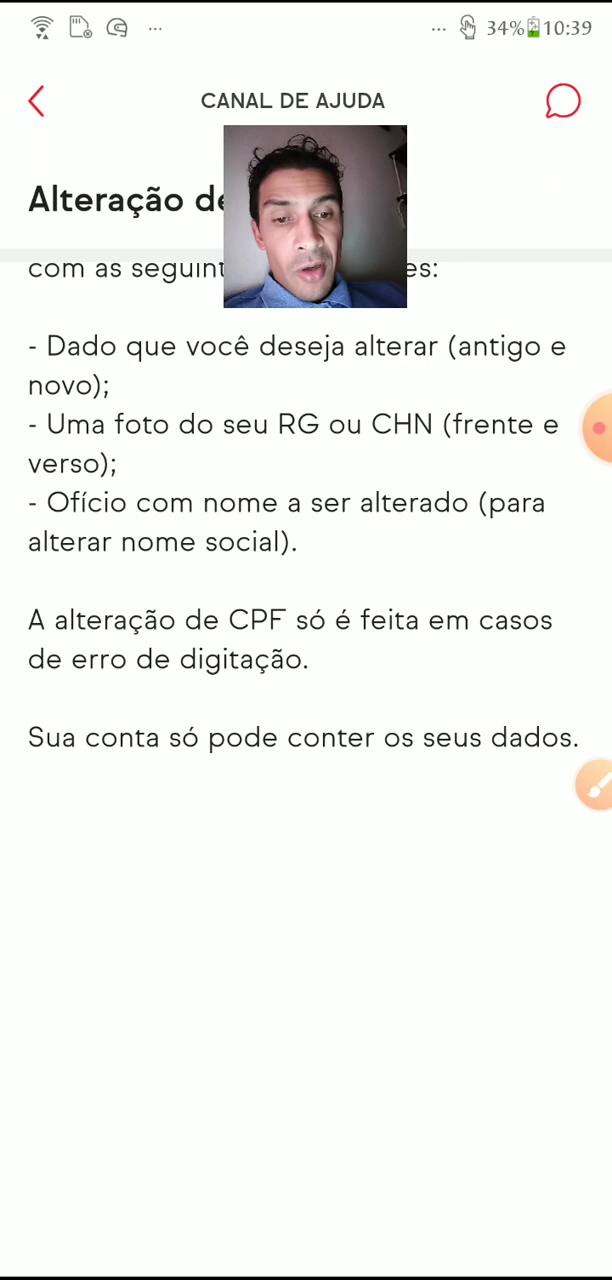 ... ... 34% 10:39
CANAL DE AJUDA
Alteração de
com as seguint es:
- Dado que você deseja alterar (antigo e
novo);
- Uma foto do seu RG ou CHN (frente e
verso);
- Ofício com nome a ser alterado (para
alterar nome social).
A alteração de CPF só é feita em casos
de erro de digitação.
Sua conta só pode conter os seus dados.